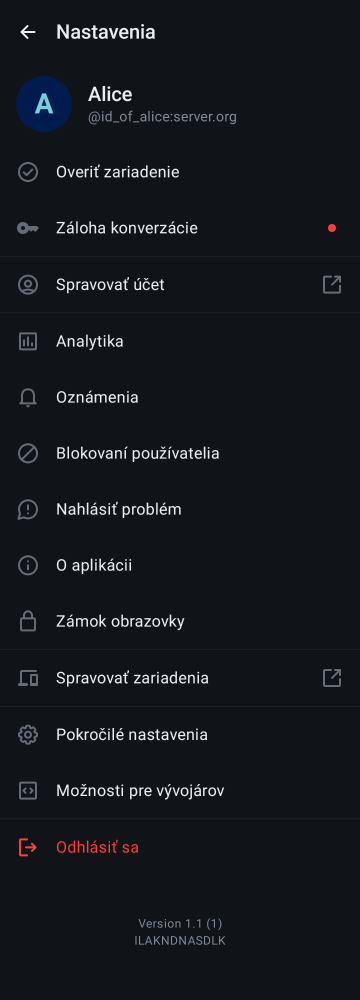 Nastavenia
A
Alice
@id_of_alice:server.org
Overiť zariadenie
Záloha konverzácie
Spravovať účet
Analytika
Oznámenia
Blokovaní používatelia
Nahlásiť problém
O aplikácii
Zámok obrazovky
Spravovať zariadenia
Pokročilé nastavenia
Možnosti pre vývojárov
Odhlásiť sa
Version 1.1 (1)
ILAKNDNASDLK